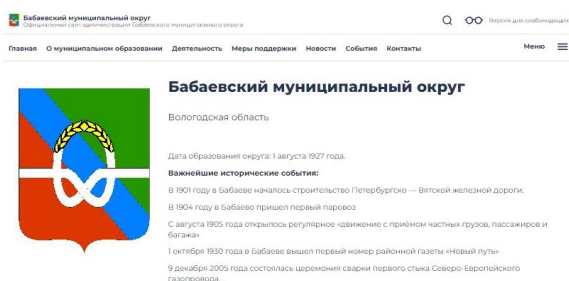 Бабаевский муниципальный округ
Официальный сайт администрации Бабаевского муниципального округа
Версия для слабовидящих
Главная О муниципальном образовании Деятельность Меры поддержки Новости События Контакты Меню
Бабаевский муниципальный округ
Вологодская область
Дата образования округа: 1 августа 1927 года.
Важнейшие исторические события:
В 1901 году в Бабаеве началось строительство Петербургско — Вятской железной дороги.
В 1904 году в Бабаево пришел первый паровоз
С августа 1905 года открылось регулярное «движение с приёмом частных грузов, пассажиров и
багажа»
1 октября 1930 года в Бабаеве вышел первый номер районной газеты «Новый путь»
9 декабря 2005 года состоялась церемония сварки первого стыка Северо-Европейского
газопровода.